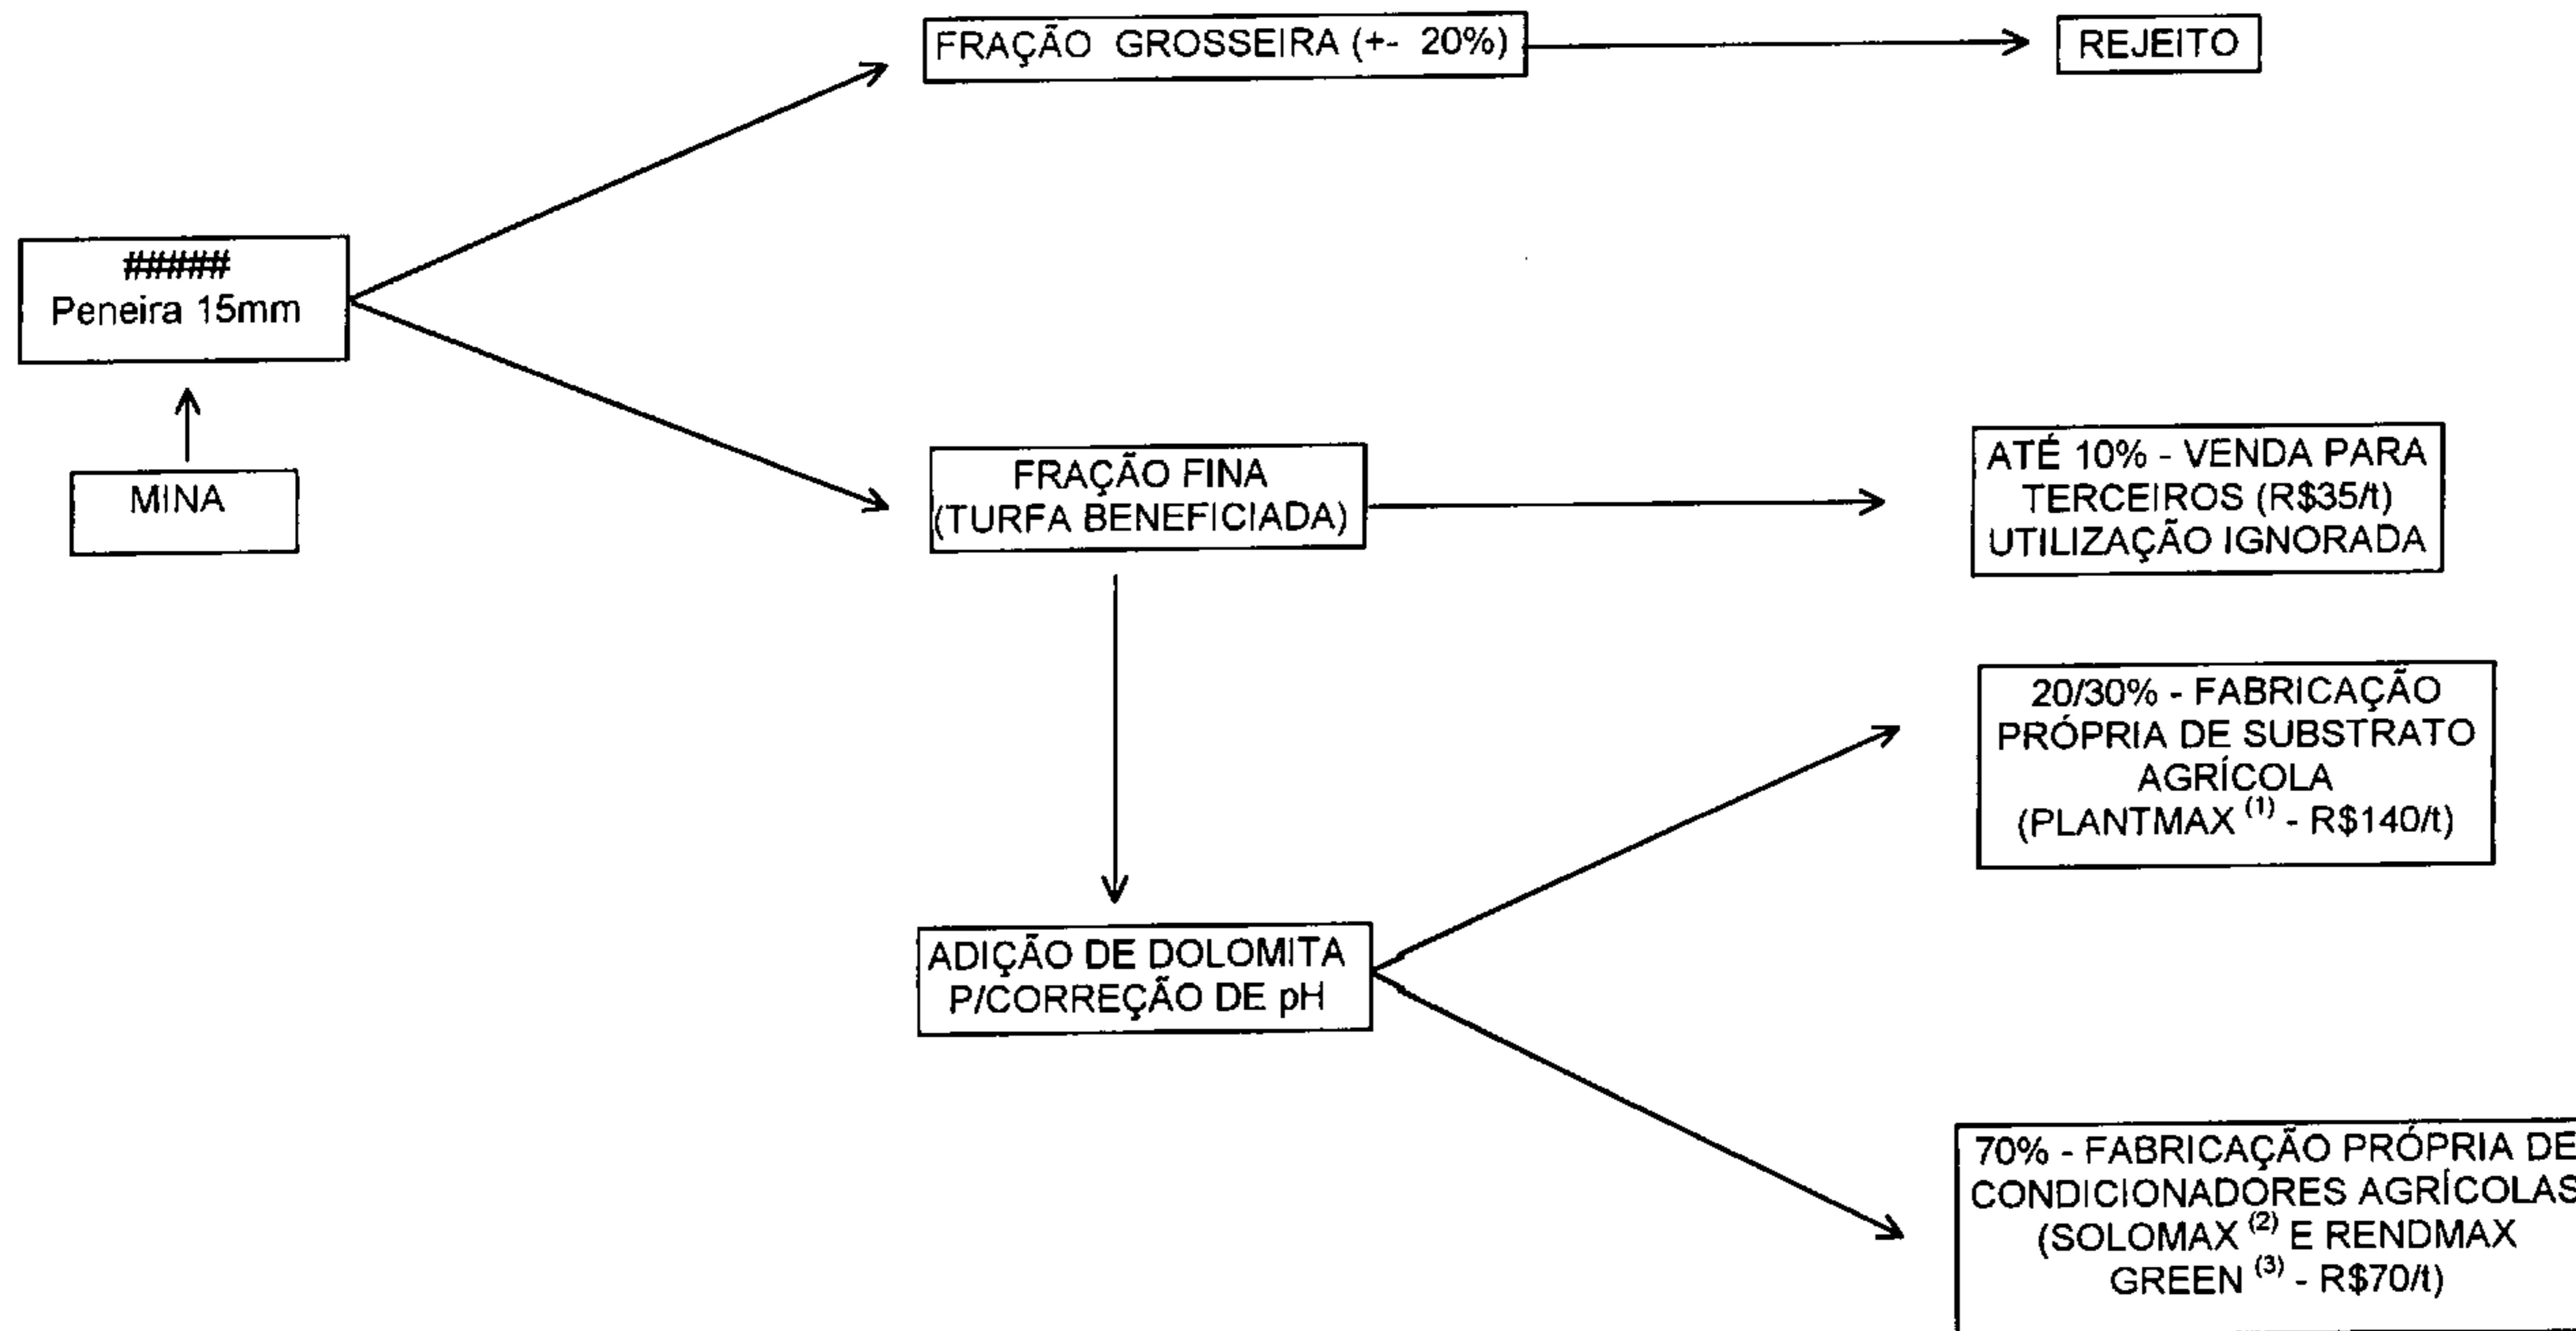 FRAÇÃO GROSSEIRA (+- 20%)
REJEITO
#####
Peneira 15mm
MINA
FRAÇÃO FINA
(TURFA BENEFICIADA)
ATÉ 10% - VENDA PARA
TERCEIROS (R$35/t)
UTILIZAÇÃO IGNORADA
20/30% - FABRICAÇÃO
PRÓPRIA DE SUBSTRATO
AGRÍCOLA
(PLANTMAX (1) - R$140/t)
ADIÇÃO DE DOLOMITA
P/CORREÇÃO DE pH
70% - FABRICAÇÃO PRÓPRIA DE
CONDICIONADORES AGRÍCOLAS
(SOLOMAX (2) E RENDMAX
GREEN (3) - R$70/t)